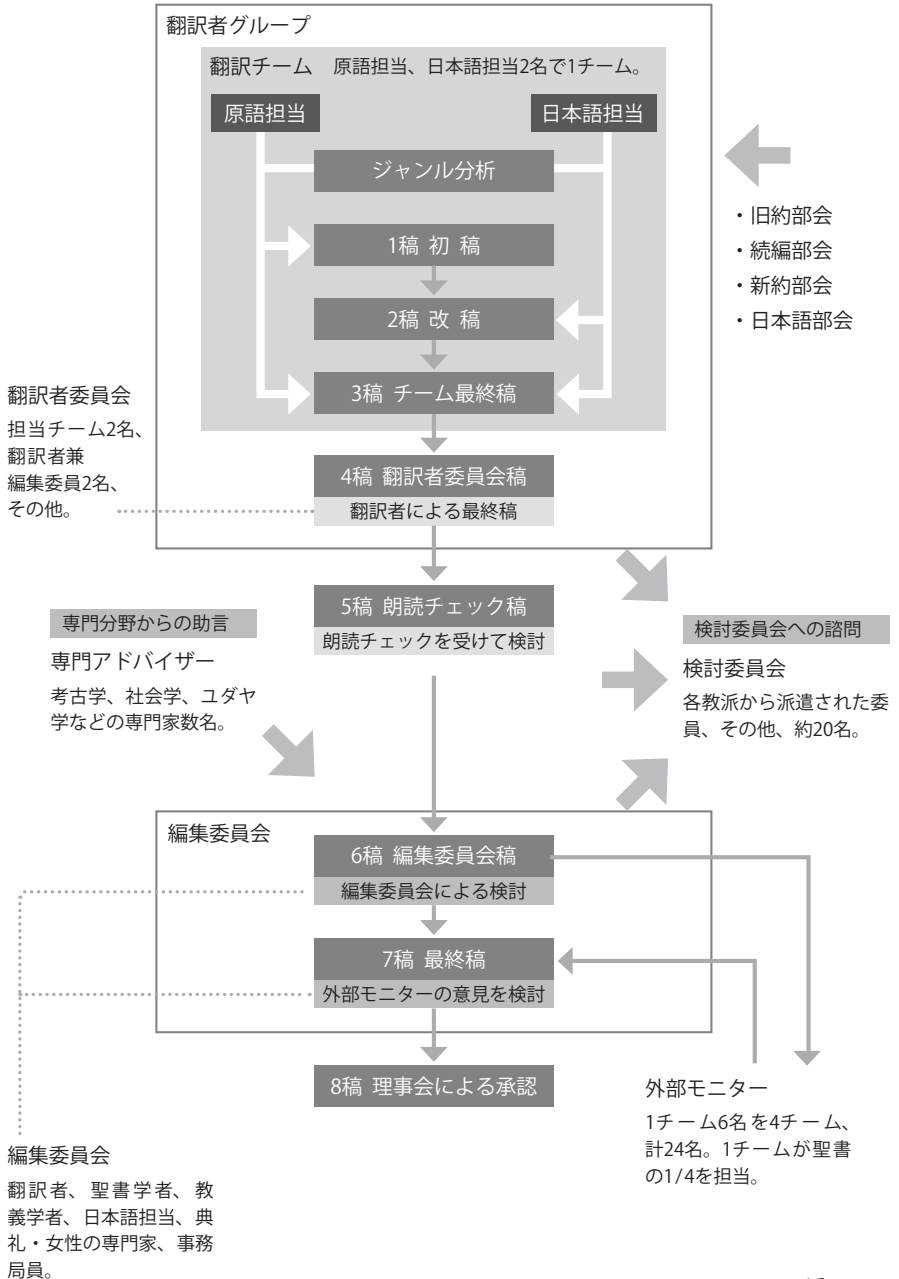 翻訳者グループ
翻訳チーム 原語担当、日本語担当2名で1チーム。
原語担当
日本語担当
ジャンル分析
1稿 初 稿
2稿 改 稿
3稿 チーム最終稿
・旧約部会
・続編部会
・新約部会
・日本語部会
翻訳者委員会
担当チーム2名、
翻訳者兼
編集委員2名、
その他。
4稿 翻訳者委員会稿
翻訳者による最終稿
5稿 朗読チェック稿
朗読チェックを受けて検討
専門分野からの助言
専門アドバイザー
考古学、社会学、ユダヤ
学などの専門家数名。
検討委員会への諮問
検討委員会
各教派から派遣された委
員、その他、約20名。
編集委員会
6稿 編集委員会稿
編集委員会による検討
7稿 最終稿
外部モニターの意見を検討
8稿 理事会による承認
外部モニター
1チーム6名を4チーム、
計24名。1チームが聖書
の1/4を担当。
編集委員会
翻訳者、聖書学者、教
義学者、日本語担当、典
礼・女性の専門家、事務
局員。